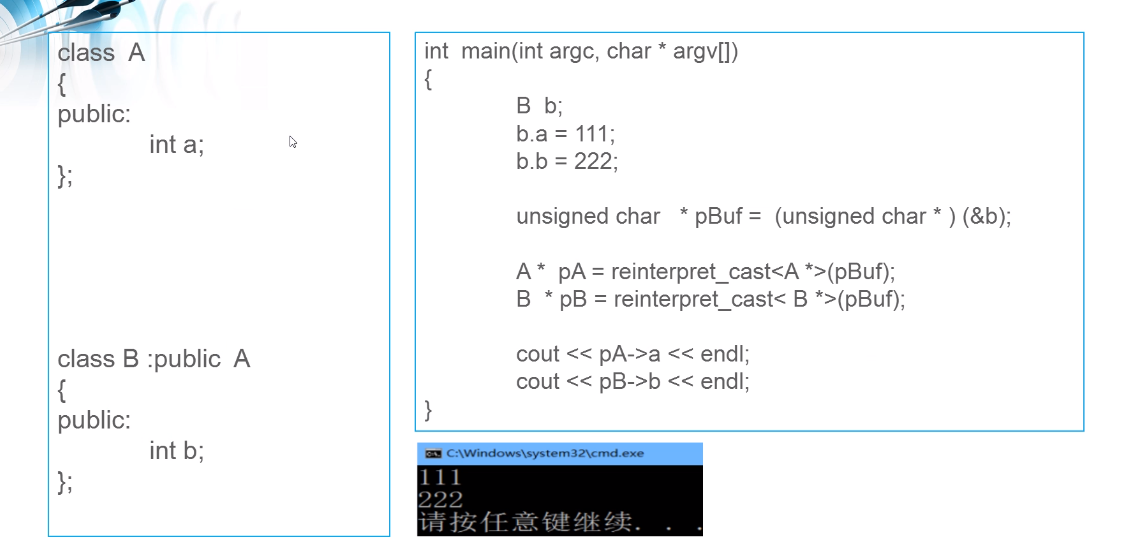 class  A
{
public:
int a;
};
class B :public  A
{
public:
int b;
};
int  main(int argc, char * argv[])
{
B  b;
b.a = 111;
b.b = 222;
unsigned char   * pBuf =  (unsigned char * ) (&b);
A *  pA = reinterpret_cast<A *>(pBuf);
B  * pB = reinterpret_cast< B *>(pBuf);
cout << pA->a << endl;
cout << pB->b << endl;
}
C:\Windows\system32\cmd.exe
111
222
请按任意键继续. . .